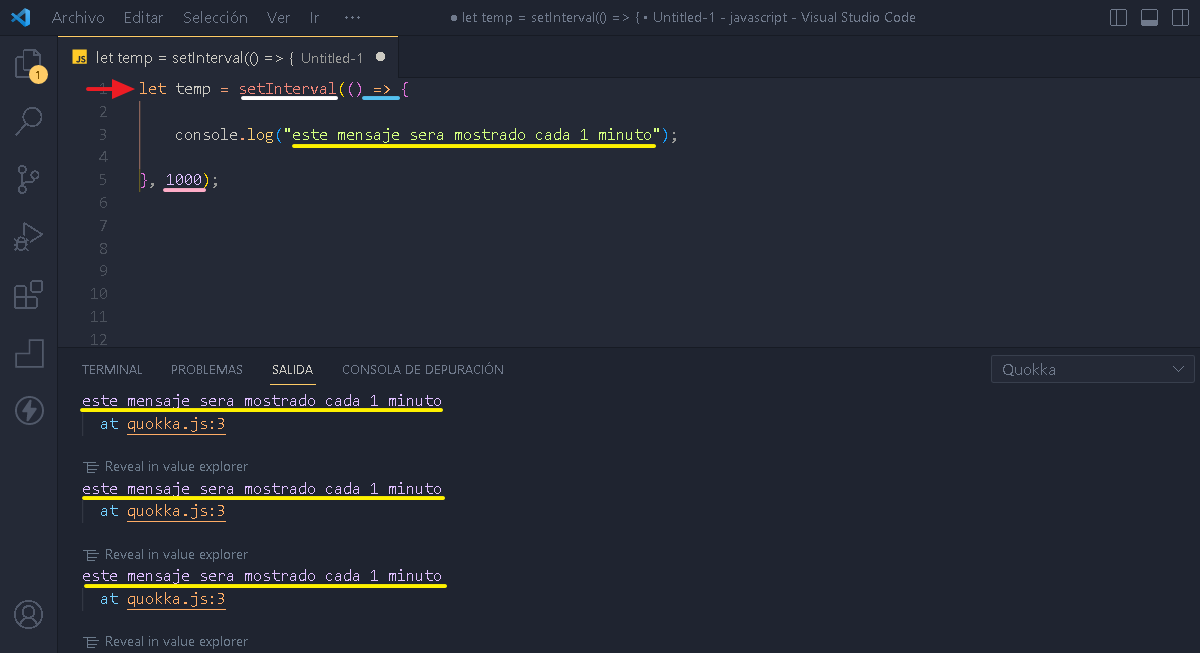 Archivo Editar Selección Ver Ir ···
● let temp = setInterval(() => { • Untitled-1 - javascript - Visual Studio Code
JS let temp = setInterval(() => { Untitled-1 ●
1
1 let temp = setInterval(() => {
2
3 console.log("este mensaje sera mostrado cada 1 minuto");
4
5 }, 1000);
6
7
8
9
10
11
12
TERMINAL PROBLEMAS SALIDA CONSOLA DE DEPURACIÓN Quokka
este mensaje sera mostrado cada 1 minuto
at quokka.js:3
Reveal in value explorer
este mensaje sera mostrado cada 1 minuto
at quokka.js:3
Reveal in value explorer
este mensaje sera mostrado cada 1 minuto
at quokka.js:3
Reveal in value explorer